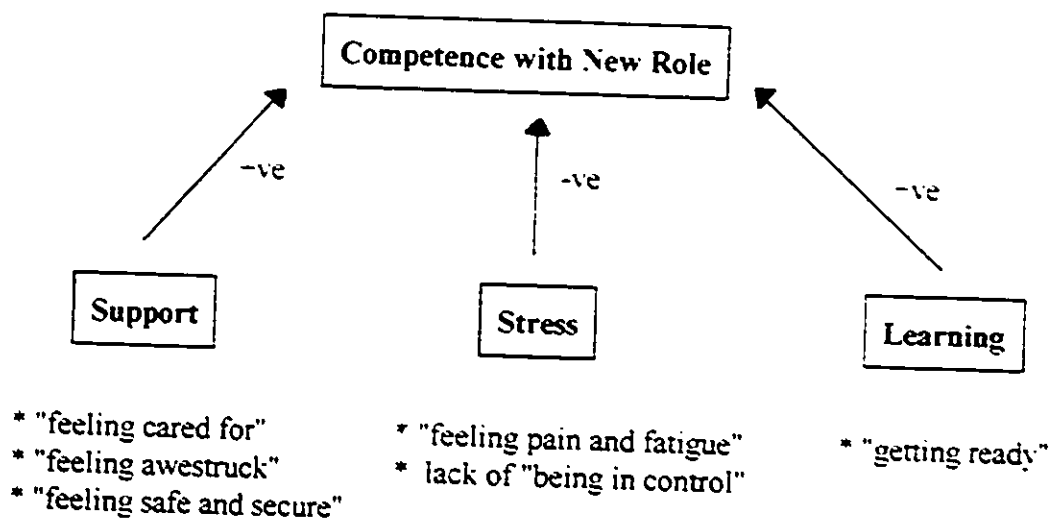 Competence with New Role
+ve
-ve
+ve
Support
Stress
Learning
* "feeling cared for"
* "feeling awestruck"
* "feeling safe and secure"
* "feeling pain and fatigue"
* lack of "being in control"
* "getting ready"